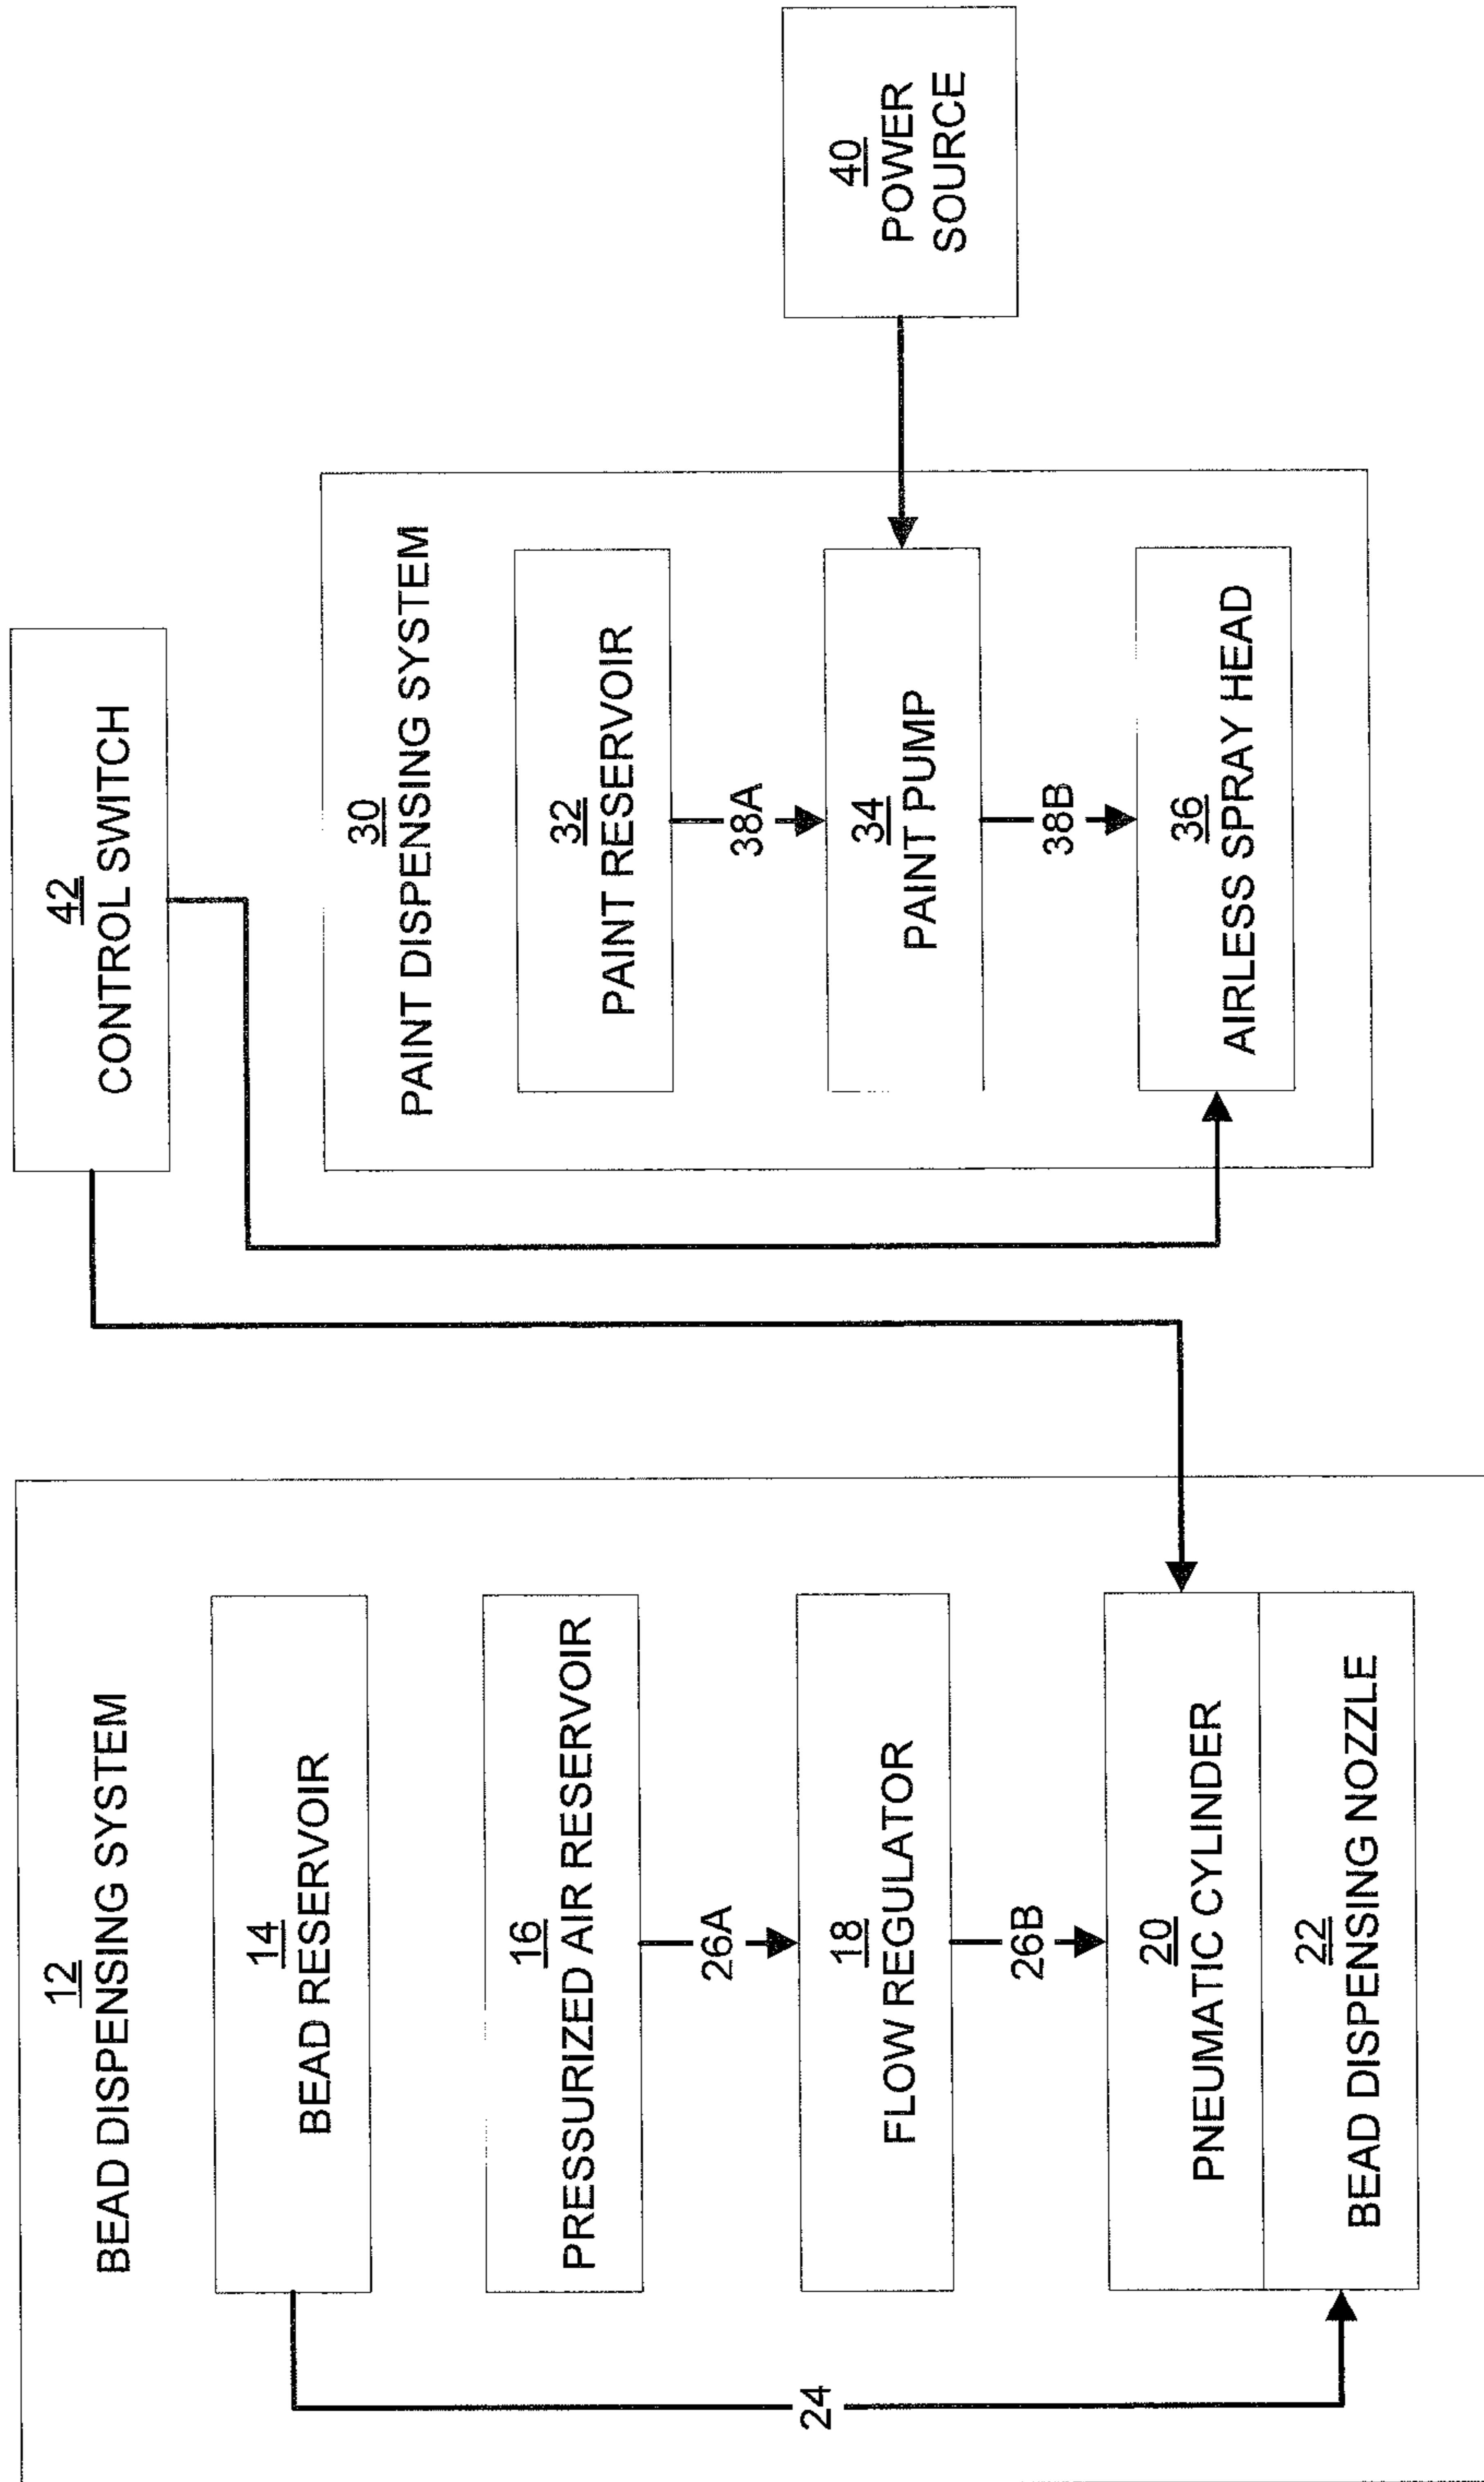 12
BEAD DISPENSING SYSTEM
14
BEAD RESERVOIR
16
PRESSURIZED AIR RESERVOIR
26A
18
FLOW REGULATOR
26B
20
PNEUMATIC CYLINDER
22
BEAD DISPENSING NOZZLE
24
42
CONTROL SWITCH
30
PAINT DISPENSING SYSTEM
32
PAINT RESERVOIR
38A
34
PAINT PUMP
38B
36
AIRLESS SPRAY HEAD
40
POWER
SOURCE